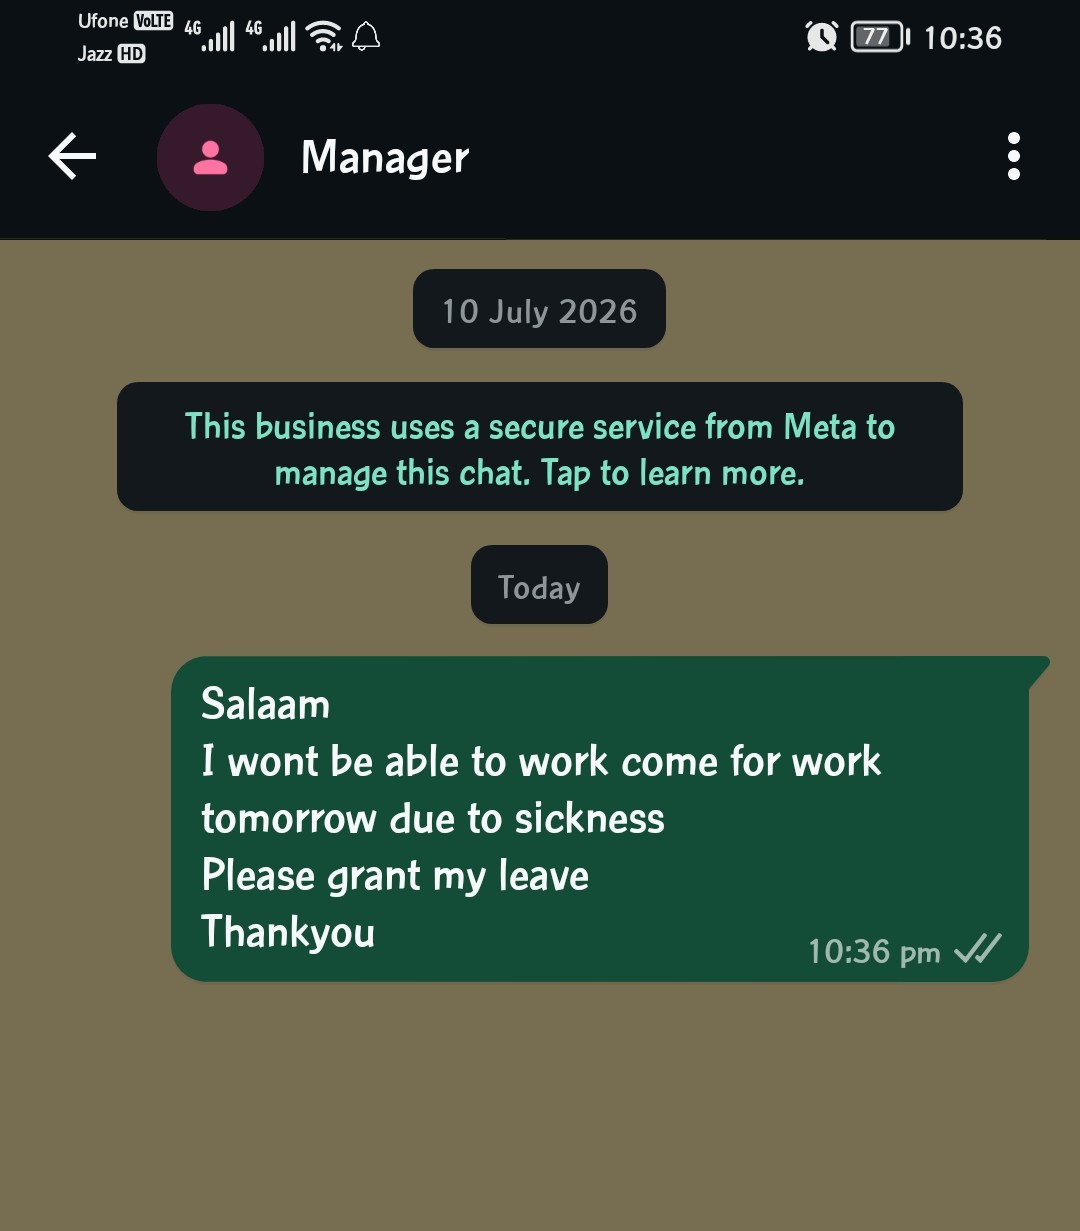 Ufone VoLTE 4G 4G 77 10:36
Jazz HD
Manager
10 July 2026
This business uses a secure service from Meta to
manage this chat. Tap to learn more.
Today
Salaam
I wont be able to work come for work
tomorrow due to sickness
Please grant my leave
Thankyou
10:36 pm